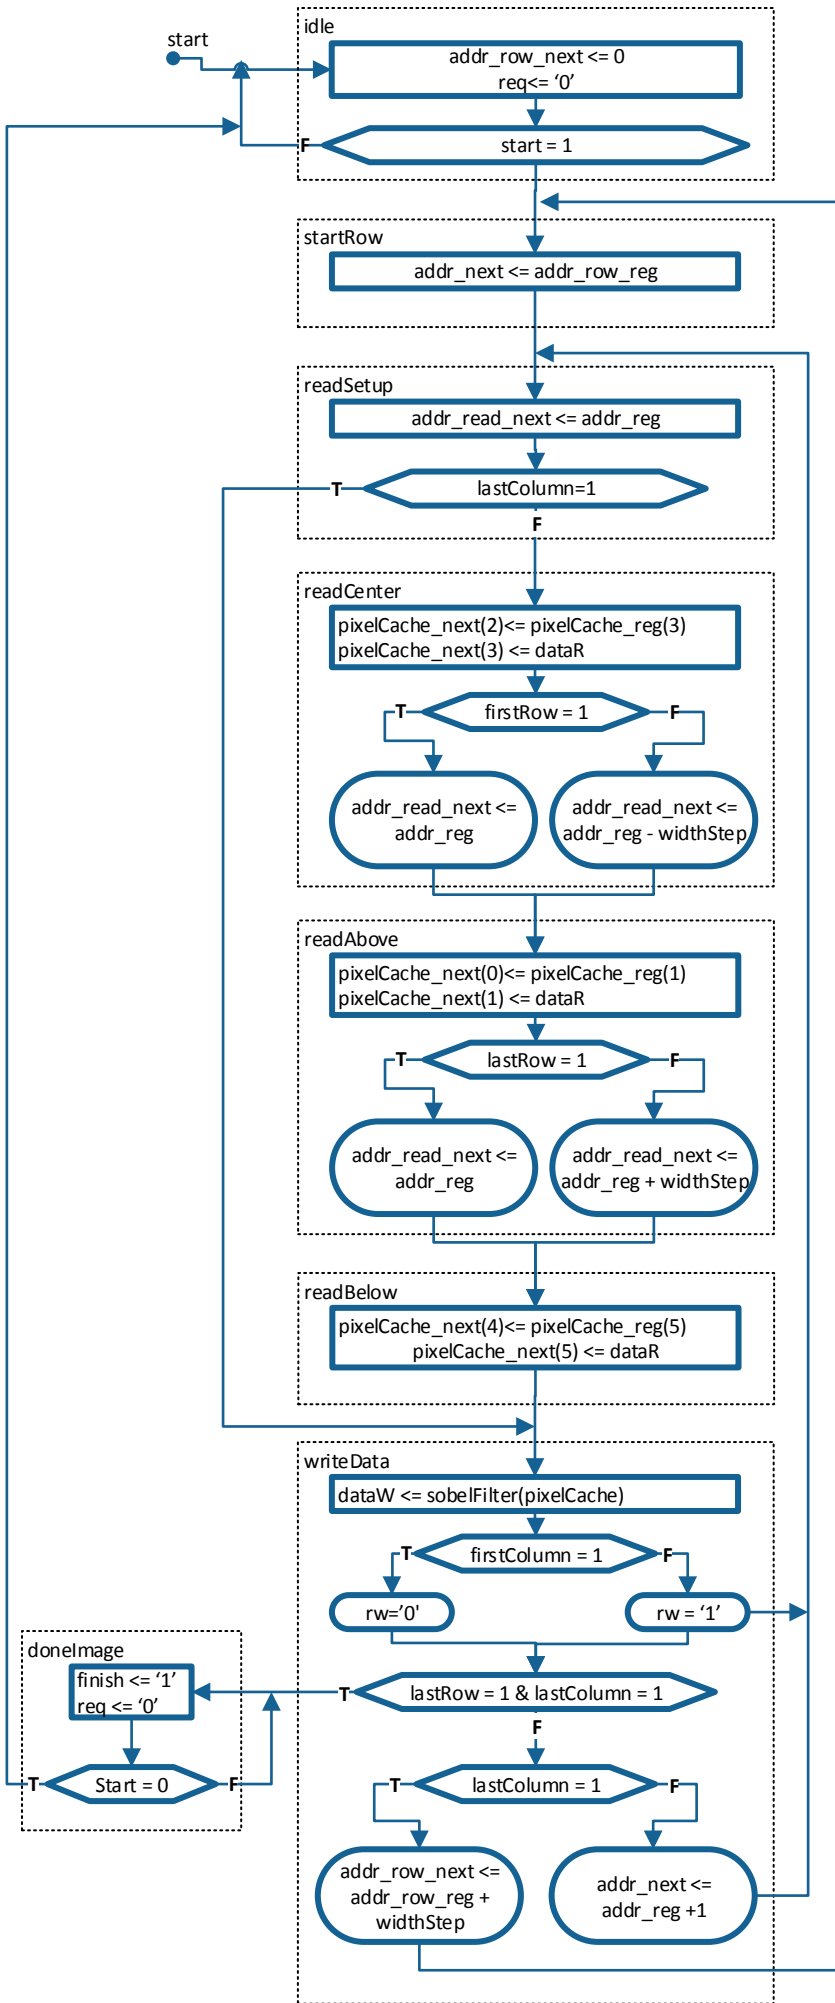 idle
start
addr_row_next <= 0
req<= ‘0’
F
start = 1
startRow
addr_next <= addr_row_reg
readSetup
addr_read_next <= addr_reg
T
lastColumn=1
F
readCenter
pixelCache_next(2)<= pixelCache_reg(3)
pixelCache_next(3) <= dataR
T
firstRow = 1
F
addr_read_next <=
addr_reg
addr_read_next <=
addr_reg - widthStep
readAbove
pixelCache_next(0)<= pixelCache_reg(1)
pixelCache_next(1) <= dataR
T
lastRow = 1
F
addr_read_next <=
addr_reg
addr_read_next <=
addr_reg + widthStep
readBelow
pixelCache_next(4)<= pixelCache_reg(5)
pixelCache_next(5) <= dataR
writeData
dataW <= sobelFilter(pixelCache)
T
firstColumn = 1
F
rw=’0'
rw = ‘1’
doneImage
finish <= ‘1’
req <= ‘0’
T
lastRow = 1 & lastColumn = 1
F
T
Start = 0
F
T
lastColumn = 1
F
addr_row_next <=
addr_row_reg +
widthStep
addr_next <=
addr_reg +1